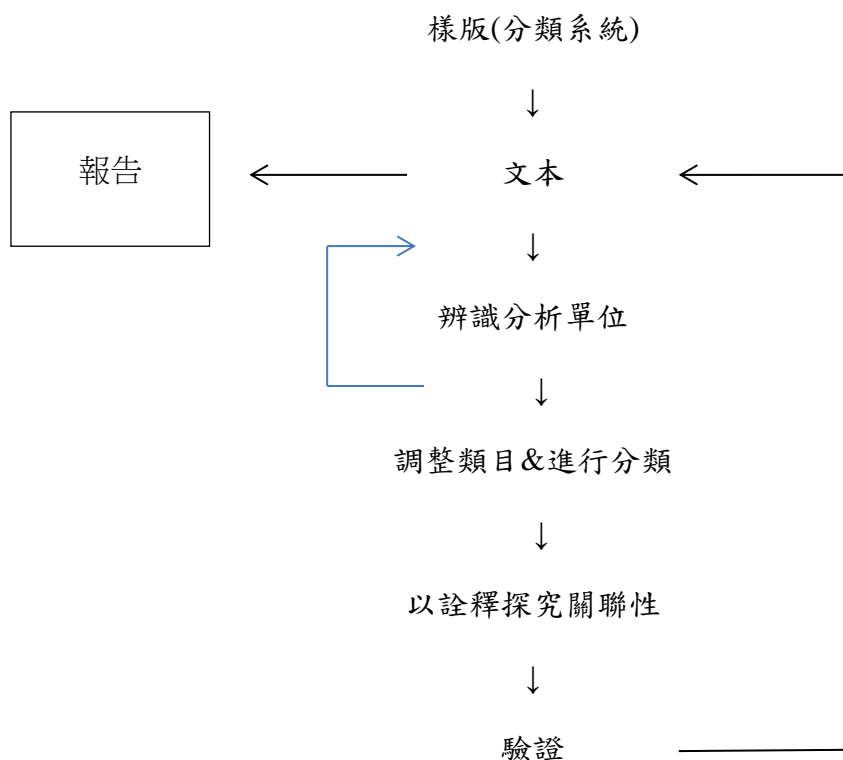 樣版(分類系統)
↓
報告
文本
↓
辨識分析單位
↓
調整類目&進行分類
↓
以詮釋探究關聯性
↓
驗證